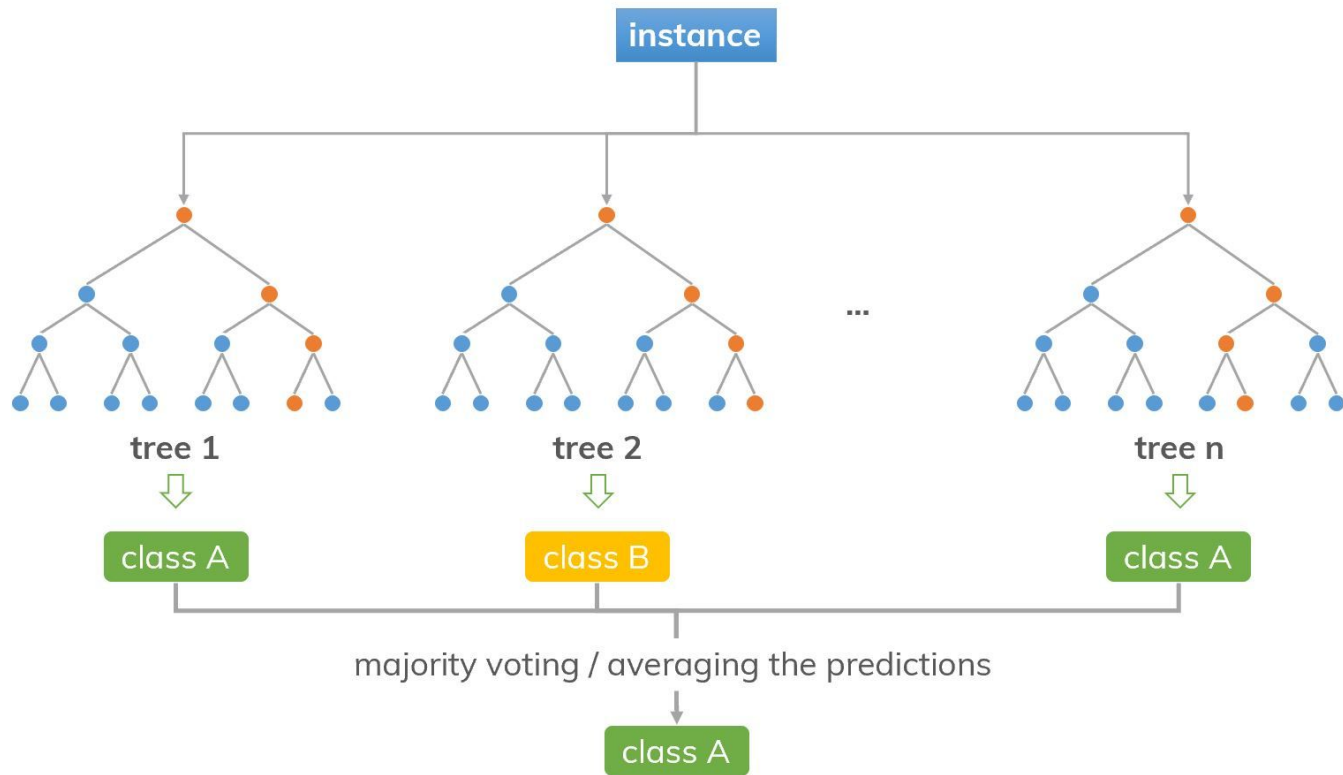 instance
...
tree 1
tree 2
tree n
class A
class B
class A
majority voting / averaging the predictions
class A